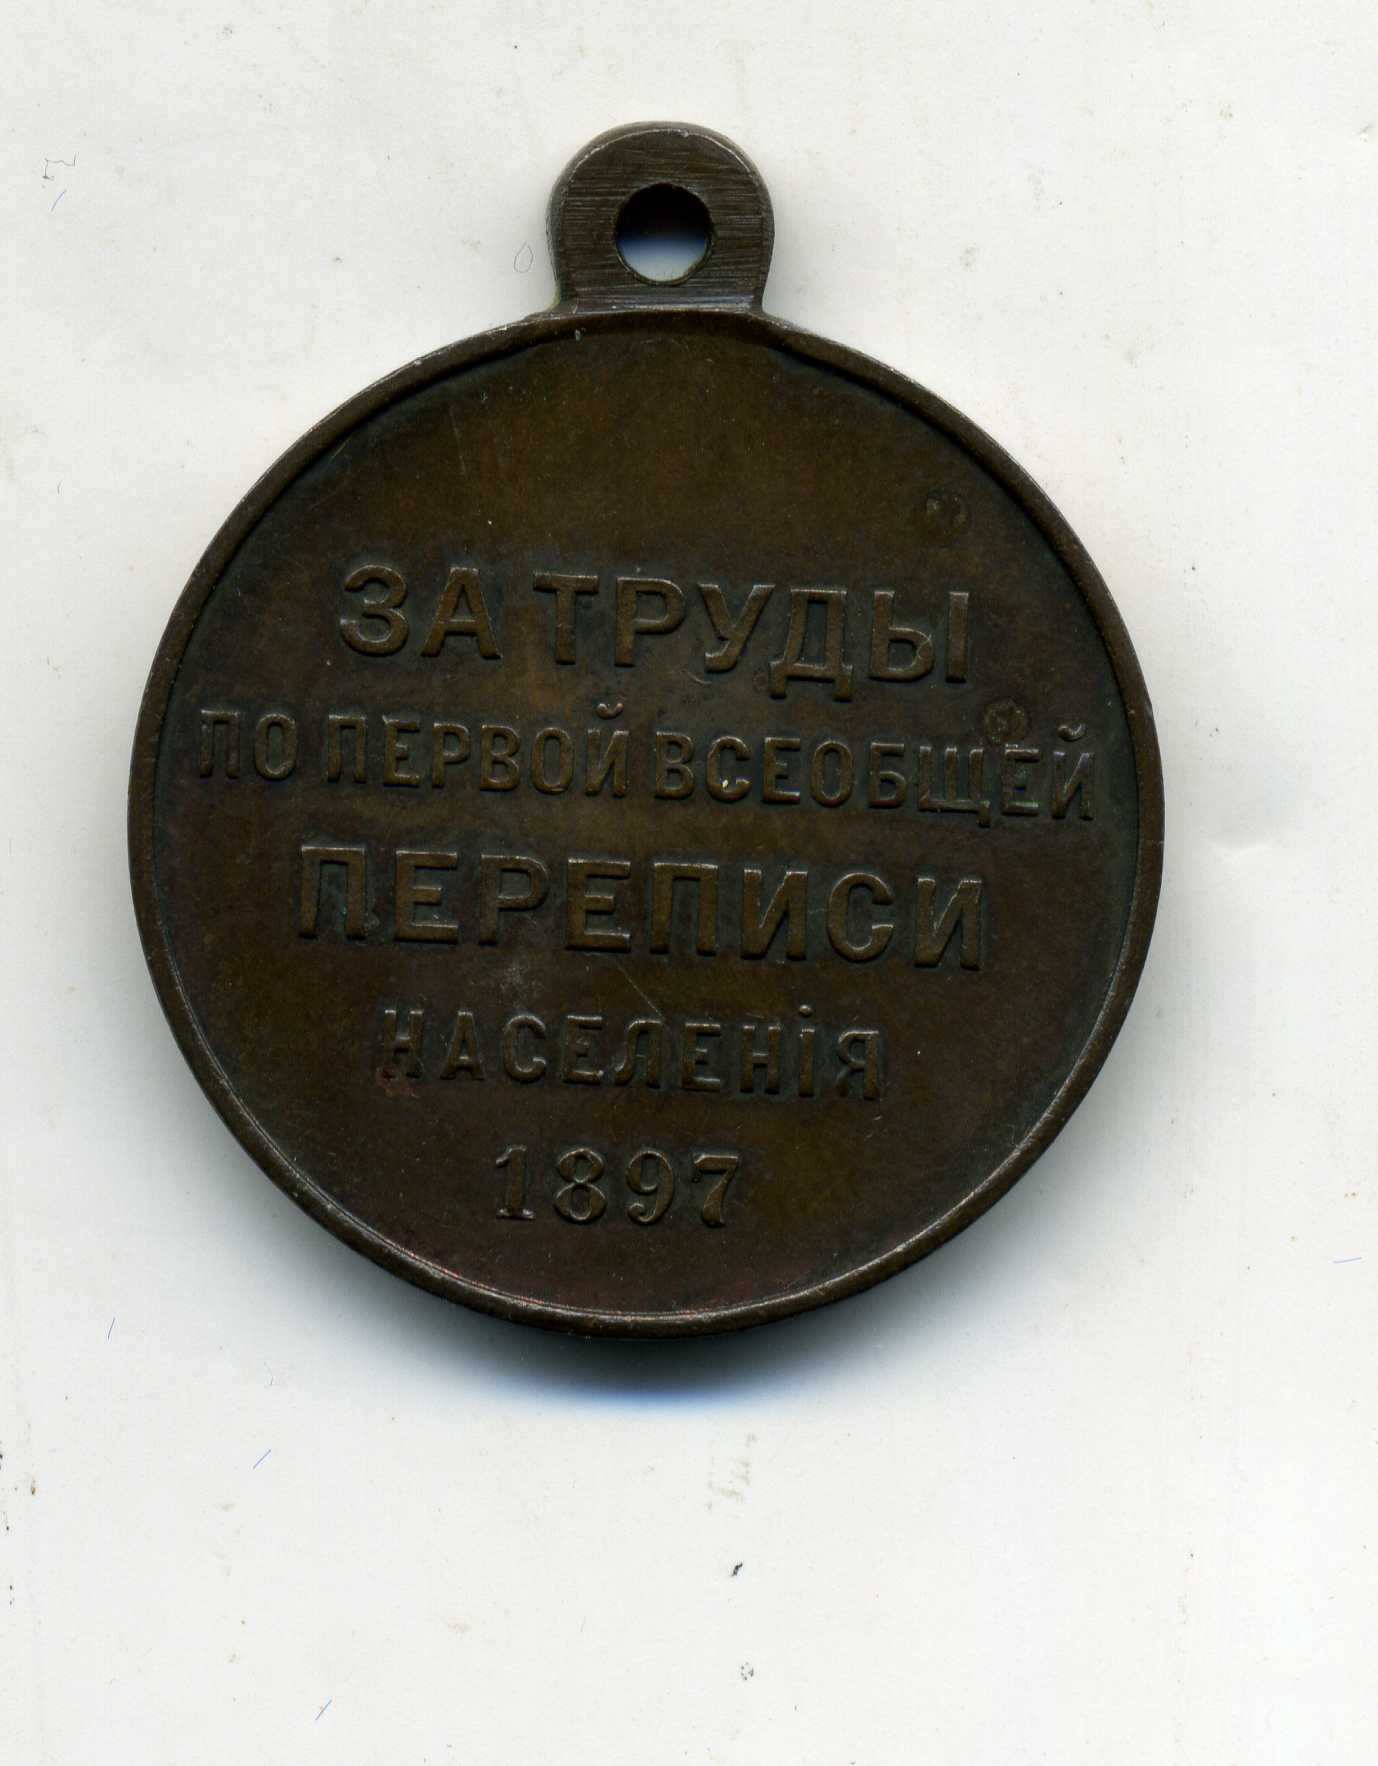 ЗА ТРУДЫ
ПО ПЕРВОЙ ВСЕОБЩЕЙ
ПЕРЕПИСИ
НАСЕЛЕНІЯ
1897